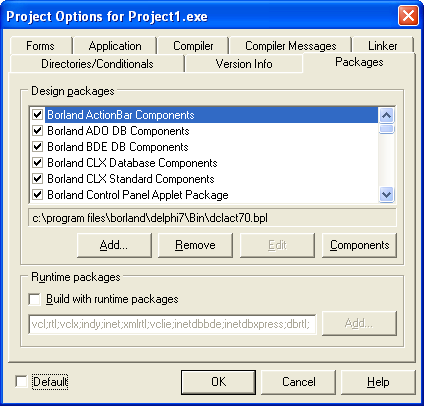 Project Options for Project1.exe
Forms Application Compiler Compiler Messages Linker
Directories/Conditionals Version Info Packages
Design packages
Borland ActionBar Components
Borland ADO DB Components
Borland BDE DB Components
Borland CLX Database Components
Borland CLX Standard Components
Borland Control Panel Applet Package
c:\program files\borland\delphi7\Bin\dclact70.bpl
Add... Remove Edit Components
Runtime packages
Build with runtime packages
vcl;rtl;vclx;indy;inet;xmlrtl;vclie;inetdbbde;inetdbxpress;dbrtl; Add...
Default OK Cancel Help